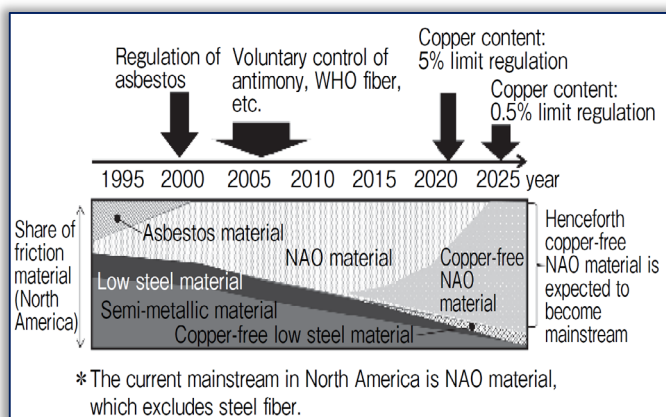 Regulation of
asbestos
Voluntary control of
antimony, WHO fiber,
etc.
Copper content:
5% limit regulation
Copper content:
0.5% limit regulation
1995 2000 2005 2010 2015 2020 2025 year
Share of
friction
material
(North
America)
Asbestos material
NAO material
Copper-free
NAO
material
Low steel material
Semi-metallic material
Copper-free low steel material
Henceforth
copper-free
NAO material is
expected to
become
mainstream
* The current mainstream in North America is NAO material,
which excludes steel fiber.